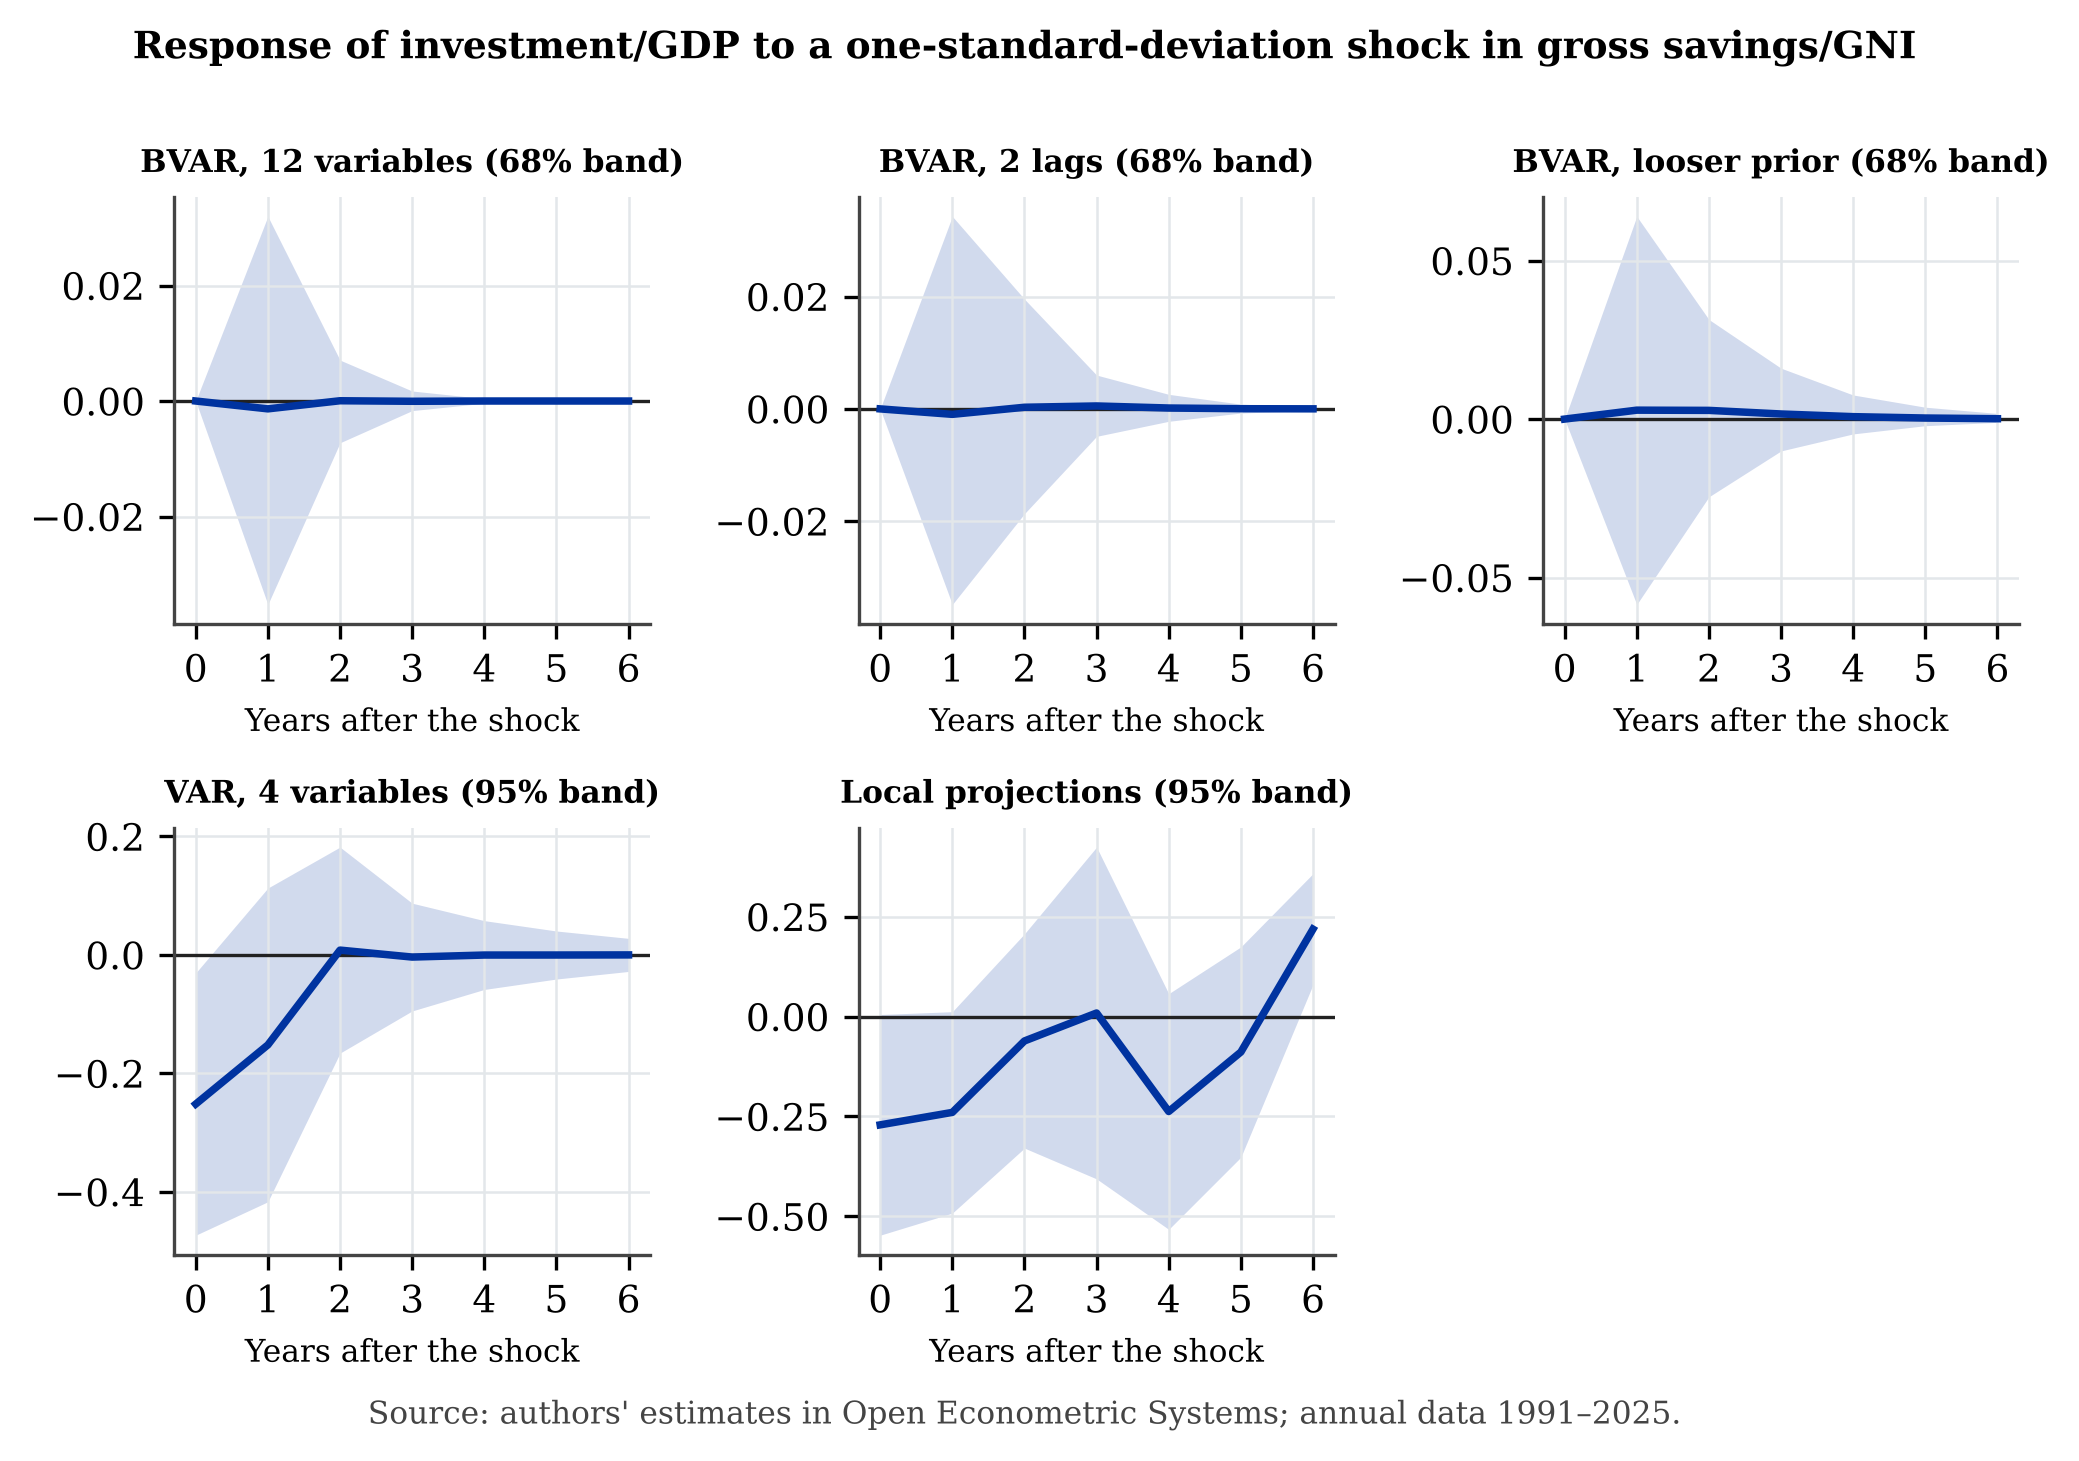 Response of investment/GDP to a one-standard-deviation shock in gross savings/GNI
BVAR, 12 variables (68% band)
0.02
0.00
−0.02
0 1 2 3 4 5 6
Years after the shock
BVAR, 2 lags (68% band)
0.02
0.00
−0.02
0 1 2 3 4 5 6
Years after the shock
BVAR, looser prior (68% band)
0.05
0.00
−0.05
0 1 2 3 4 5 6
Years after the shock
VAR, 4 variables (95% band)
0.2
0.0
−0.2
−0.4
0 1 2 3 4 5 6
Years after the shock
Local projections (95% band)
0.25
0.00
−0.25
−0.50
0 1 2 3 4 5 6
Years after the shock
Source: authors' estimates in Open Econometric Systems; annual data 1991–2025.